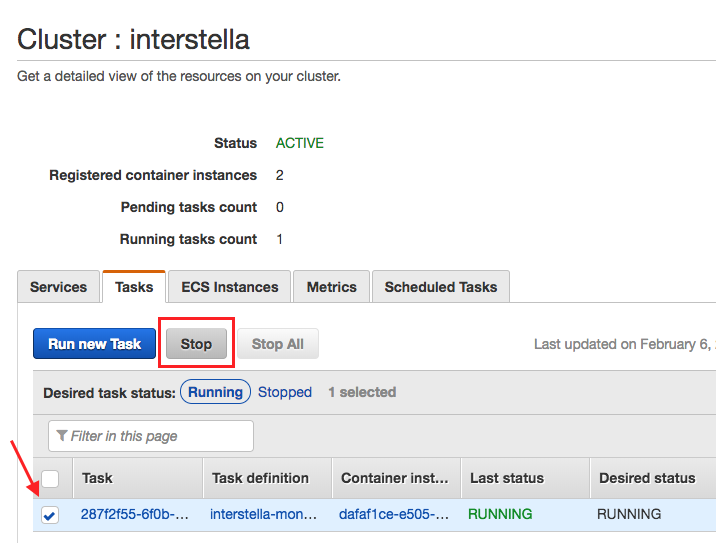 Cluster : interstella
Get a detailed view of the resources on your cluster.
Status ACTIVE
Registered container instances 2
Pending tasks count 0
Running tasks count 1
Services Tasks ECS Instances Metrics Scheduled Tasks
Run new Task Stop Stop All Last updated on February 6,
Desired task status: Running Stopped 1 selected
Filter in this page
Task Task definition Container inst... Last status Desired status
287f2f55-6f0b-... interstella-mon... dafaf1ce-e505-... RUNNING RUNNING